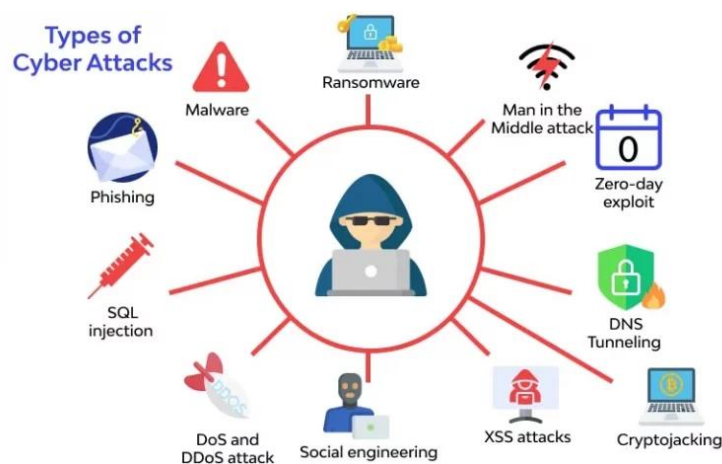 Types of
Cyber Attacks
Malware
Ransomware
Man in the
Middle attack
0
Zero-day
exploit
Phishing
SQL
injection
DNS
Tunneling
DDOS
DoS and
DDoS attack
Social engineering
XSS attacks
Cryptojacking